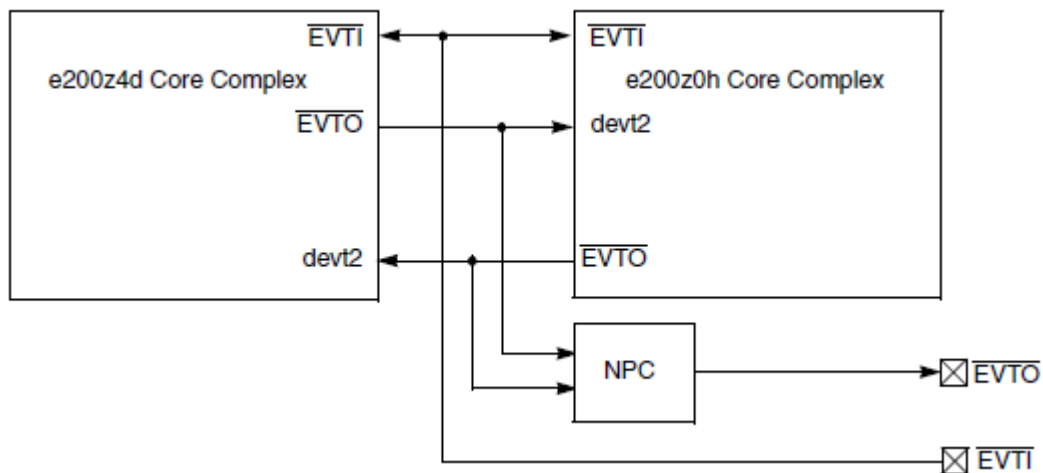 EVTI EVTI
e200z4d Core Complex e200z0h Core Complex
EVTO devt2
devt2 EVTO
NPC
EVTO
EVTI